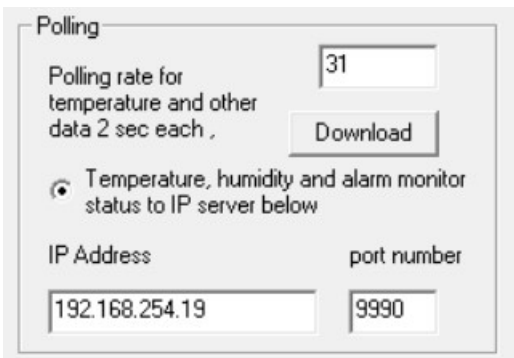 Polling
31
Polling rate for
temperature and other
data 2 sec each ,
Download
Temperature, humidity and alarm monitor
status to IP server below
IP Address
port number
192.168.254.19
9990